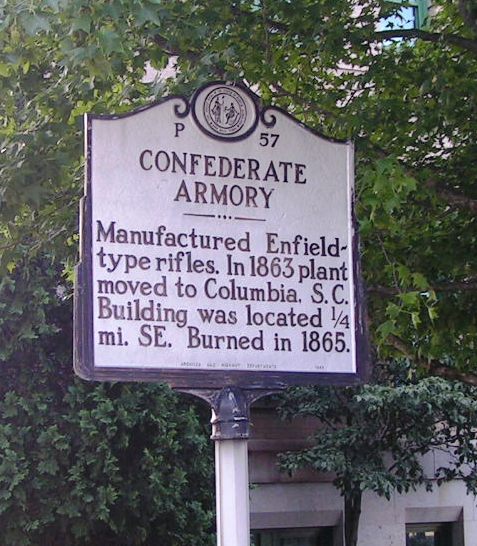 P
57
CONFEDERATE
ARMORY
Manufactured Enfield-
type rifles. In 1863 plant
moved to Columbia, S. C.
Building was located ¼
mi. SE. Burned in 1865.